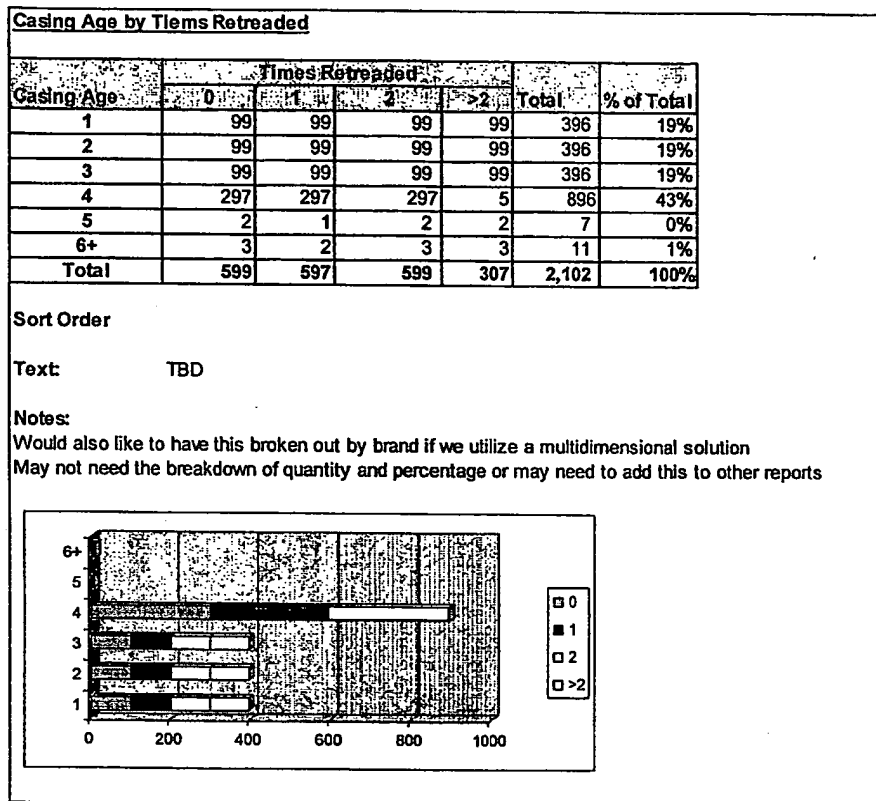 Casing Age by Tiems Retreaded
Times Retreaded
Casing Age 0 1 2 >2 Total % of Total
1 99 99 99 99 396 19%
2 99 99 99 99 396 19%
3 99 99 99 99 396 19%
4 297 297 297 5 896 43%
5 2 1 2 2 7 0%
6+ 3 2 3 3 11 1%
Total 599 597 599 307 2,102 100%
Sort Order
Text: TBD
Notes:
Would also like to have this broken out by brand if we utilize a multidimensional solution
May not need the breakdown of quantity and percentage or may need to add this to other reports
6+
5
4
3
2
1
0 200 400 600 800 1000
0
1
2
>2